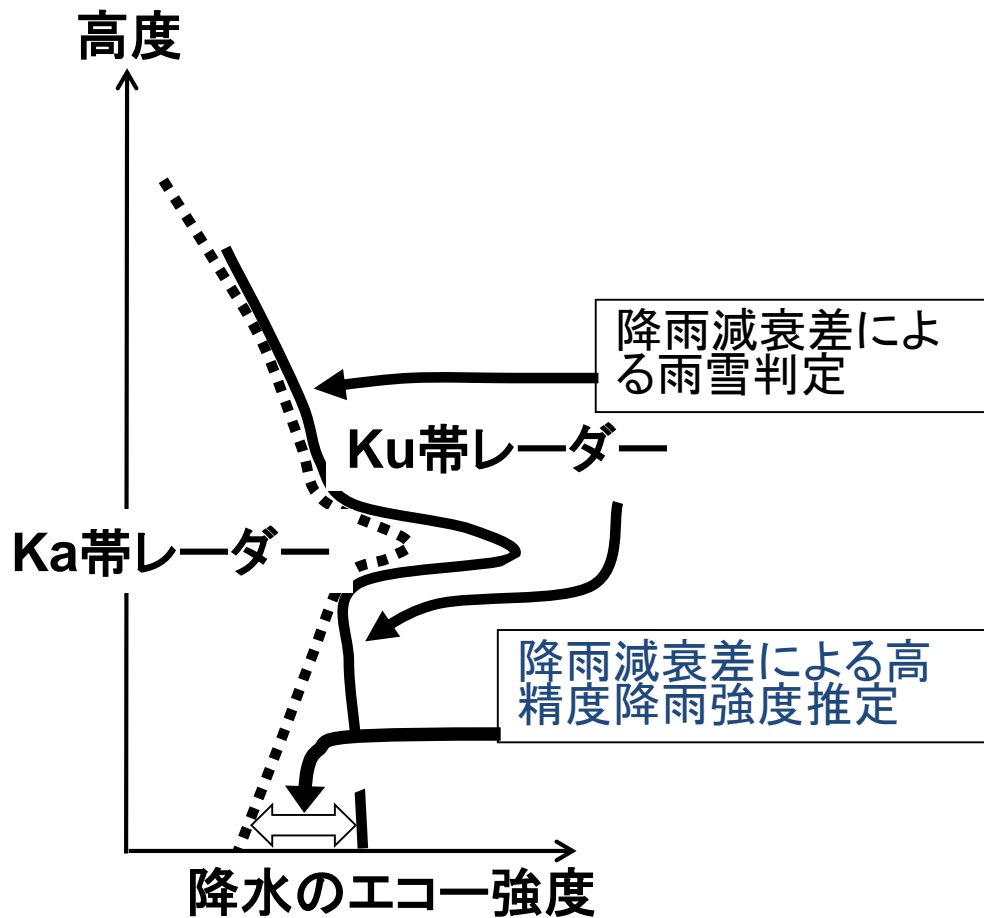 高度
降雨減衰差によ
る雨雪判定
Ku帯レーダー
Ka帯レーダー
降雨減衰差による高
精度降雨強度推定
降水のエコー強度